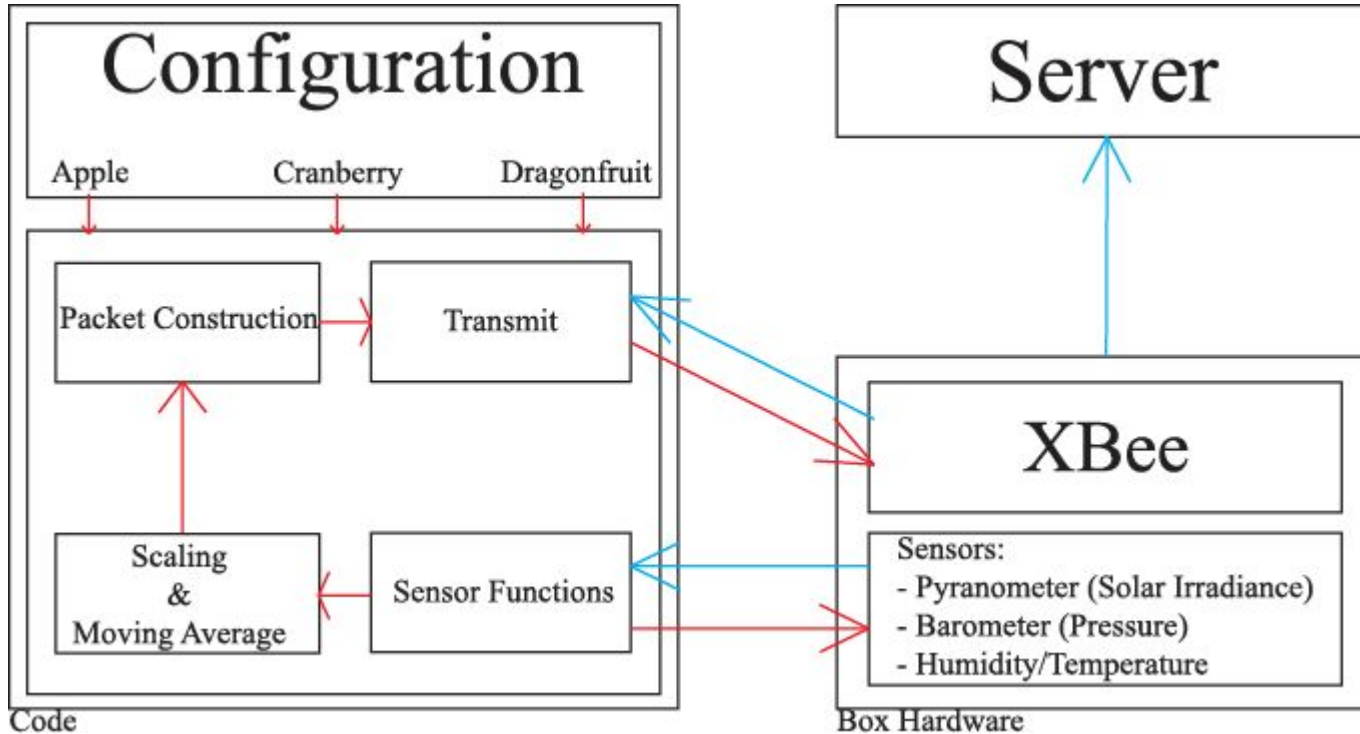 Configuration
Server
Apple
Cranberry
Dragonfruit
Packet Construction
Transmit
XBee
Scaling
&
Moving Average
Sensor Functions
Sensors:
- Pyranometer (Solar Irradiance)
- Barometer (Pressure)
- Humidity/Temperature
Code
Box Hardware